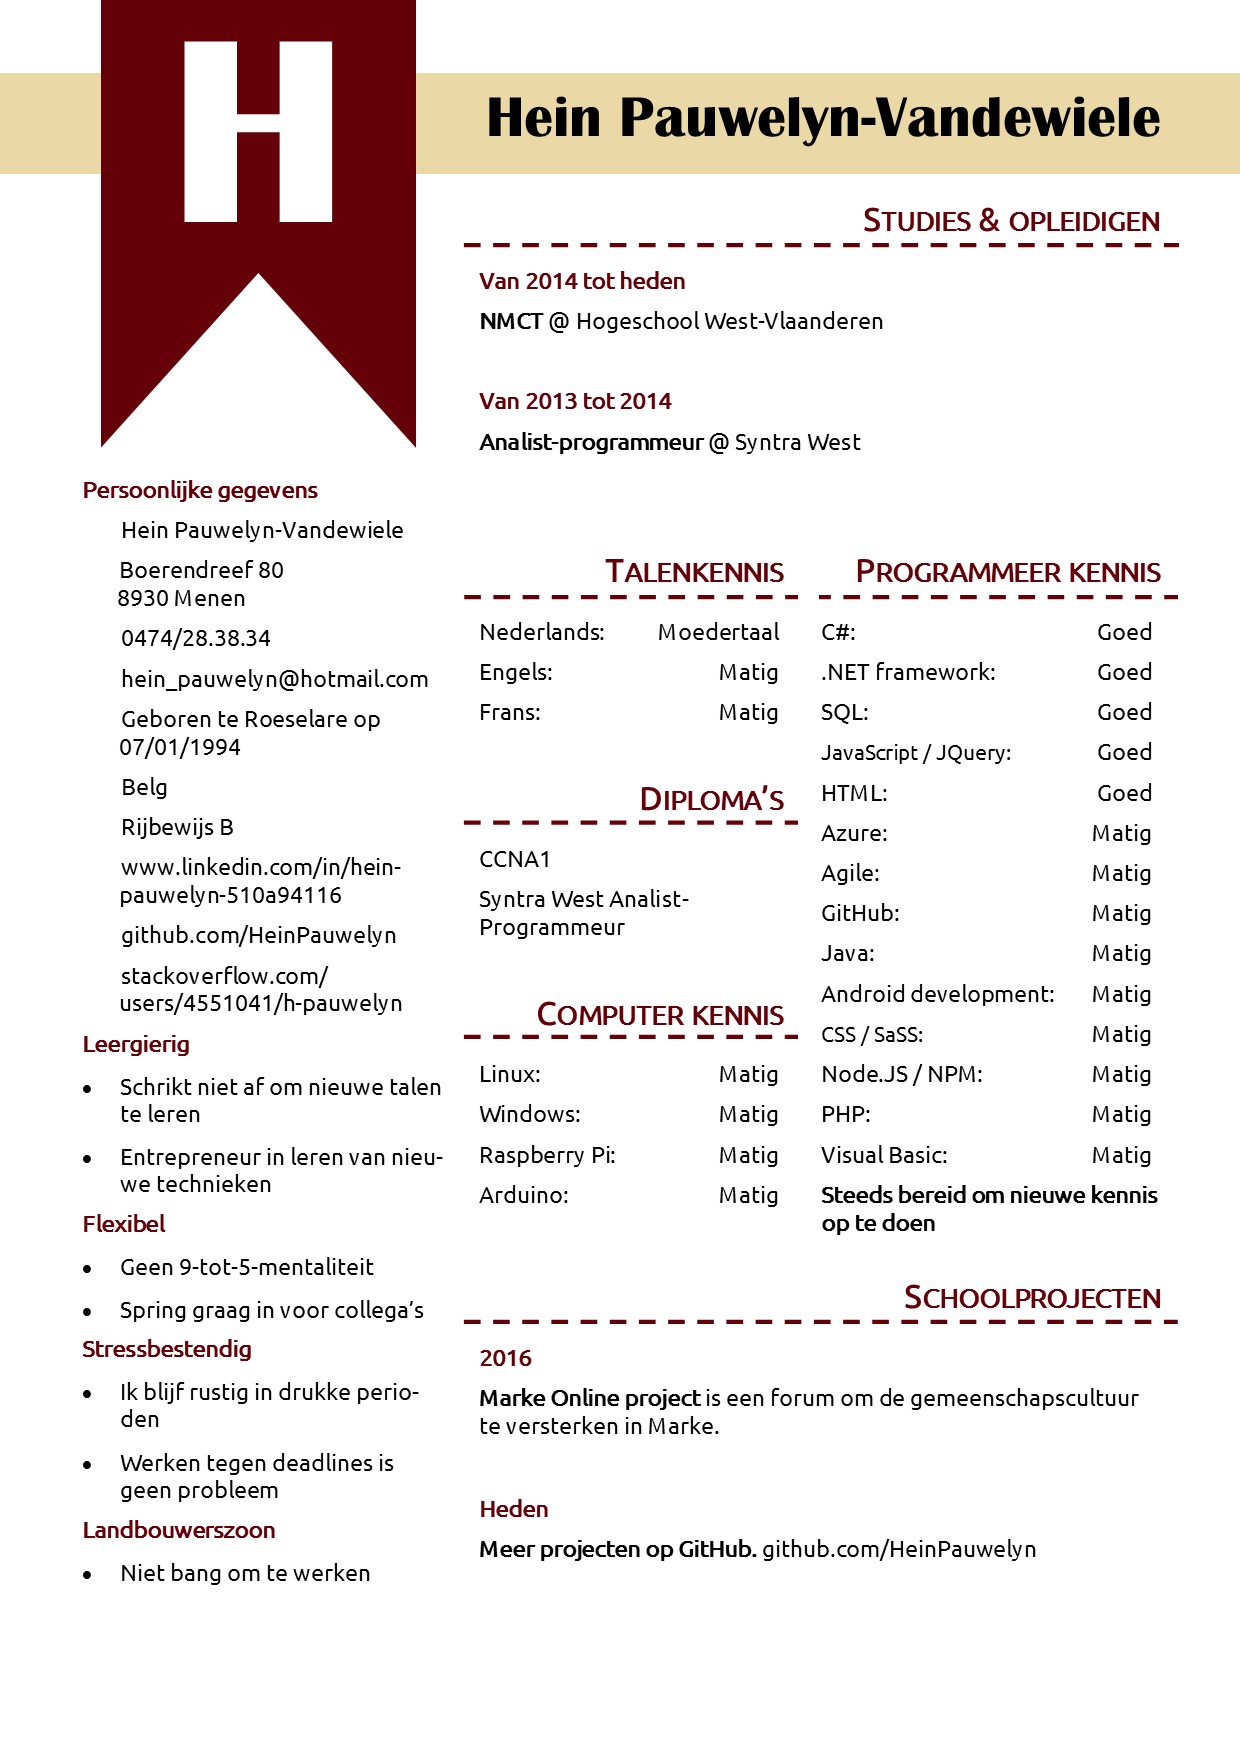 H
Hein Pauwelyn-Vandewiele
Persoonlijke gegevens
Hein Pauwelyn-Vandewiele
Boerendreef 80
8930 Menen
0474/28.38.34
hein_pauwelyn@hotmail.com
Geboren te Roeselare op
07/01/1994
Belg
Rijbewijs B
www.linkedin.com/in/hein-
pauwelyn-510a94116
github.com/HeinPauwelyn
stackoverflow.com/
users/4551041/h-pauwelyn
Leergierig
• Schrikt niet af om nieuwe talen
te leren
• Entrepreneur in leren van nieu-
we technieken
Flexibel
• Geen 9-tot-5-mentaliteit
• Spring graag in voor collega’s
Stressbestendig
• Ik blijf rustig in drukke perio-
den
• Werken tegen deadlines is
geen probleem
Landbouwerszoon
• Niet bang om te werken
Studies & opleidigen
Van 2014 tot heden
NMCT @ Hogeschool West-Vlaanderen
Van 2013 tot 2014
Analist-programmeur @ Syntra West
Talenkennis
Nederlands: Moedertaal
Engels: Matig
Frans: Matig
Diploma’s
CCNA1
Syntra West Analist-
Programmeur
Computer kennis
Linux: Matig
Windows: Matig
Raspberry Pi: Matig
Arduino: Matig
Programmeer kennis
C#: Goed
.NET framework: Goed
SQL: Goed
JavaScript / JQuery: Goed
HTML: Goed
Azure: Matig
Agile: Matig
GitHub: Matig
Java: Matig
Android development: Matig
CSS / SaSS: Matig
Node.JS / NPM: Matig
PHP: Matig
Visual Basic: Matig
Steeds bereid om nieuwe kennis
op te doen
Schoolprojecten
2016
Marke Online project is een forum om de gemeenschapscultuur
te versterken in Marke.
Heden
Meer projecten op GitHub. github.com/HeinPauwelyn